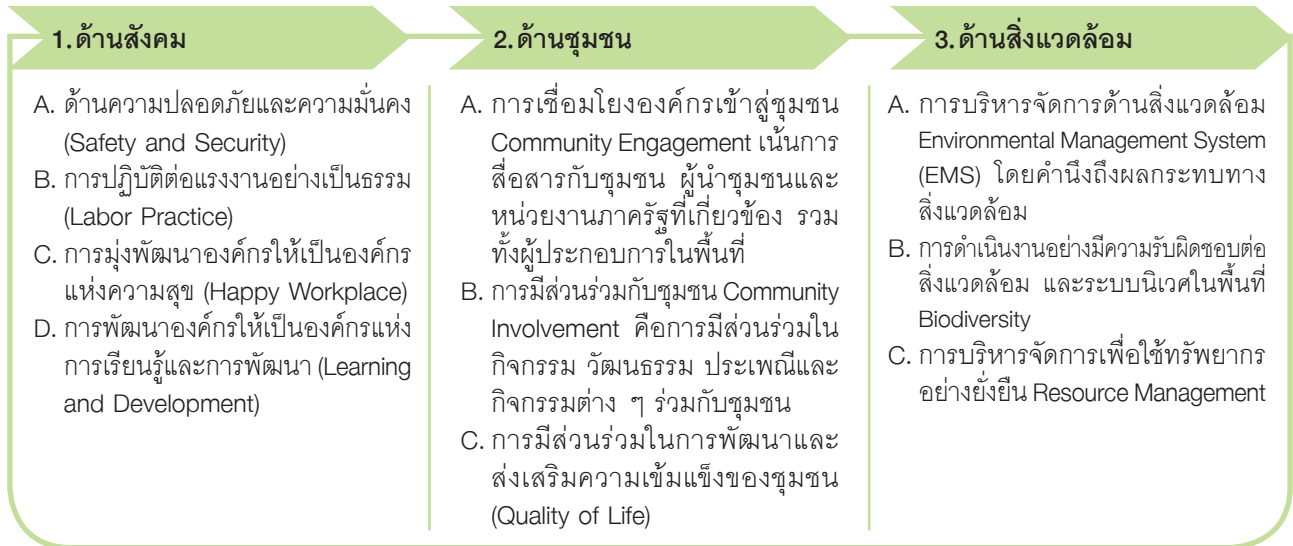 1. ด้านสังคม
A. ด้านความปลอดภัยและความมั่นคง
(Safety and Security)
B. การปฏิบัติต่อแรงงานอย่างเป็นธรรม
(Labor Practice)
C. การมุ่งพัฒนาองค์กรให้เป็นองค์กร
แห่งความสุข (Happy Workplace)
D. การพัฒนาองค์กรให้เป็นองค์กรแห่ง
การเรียนรู้และการพัฒนา (Learning
and Development)
2. ด้านชุมชน
A. การเชื่อมโยงองค์กรเข้าสู่ชุมชน
Community Engagement เน้นการ
สื่อสารกับชุมชน ผู้นำชุมชนและ
หน่วยงานภาครัฐที่เกี่ยวข้อง รวม
ทั้งผู้ประกอบการในพื้นที่
B. การมีส่วนร่วมกับชุมชน Community
Involvement คือการมีส่วนร่วมใน
กิจกรรม วัฒนธรรม ประเพณีและ
กิจกรรมต่าง ๆ ร่วมกับชุมชน
C. การมีส่วนร่วมในการพัฒนาและ
ส่งเสริมความเข้มแข็งของชุมชน
(Quality of Life)
3. ด้านสิ่งแวดล้อม
A. การบริหารจัดการด้านสิ่งแวดล้อม
Environmental Management System
(EMS) โดยคำนึงถึงผลกระทบทาง
สิ่งแวดล้อม
B. การดำเนินงานอย่างมีความรับผิดชอบต่อ
สิ่งแวดล้อม และระบบนิเวศในพื้นที่
Biodiversity
C. การบริหารจัดการเพื่อใช้ทรัพยากร
อย่างยั่งยืน Resource Management